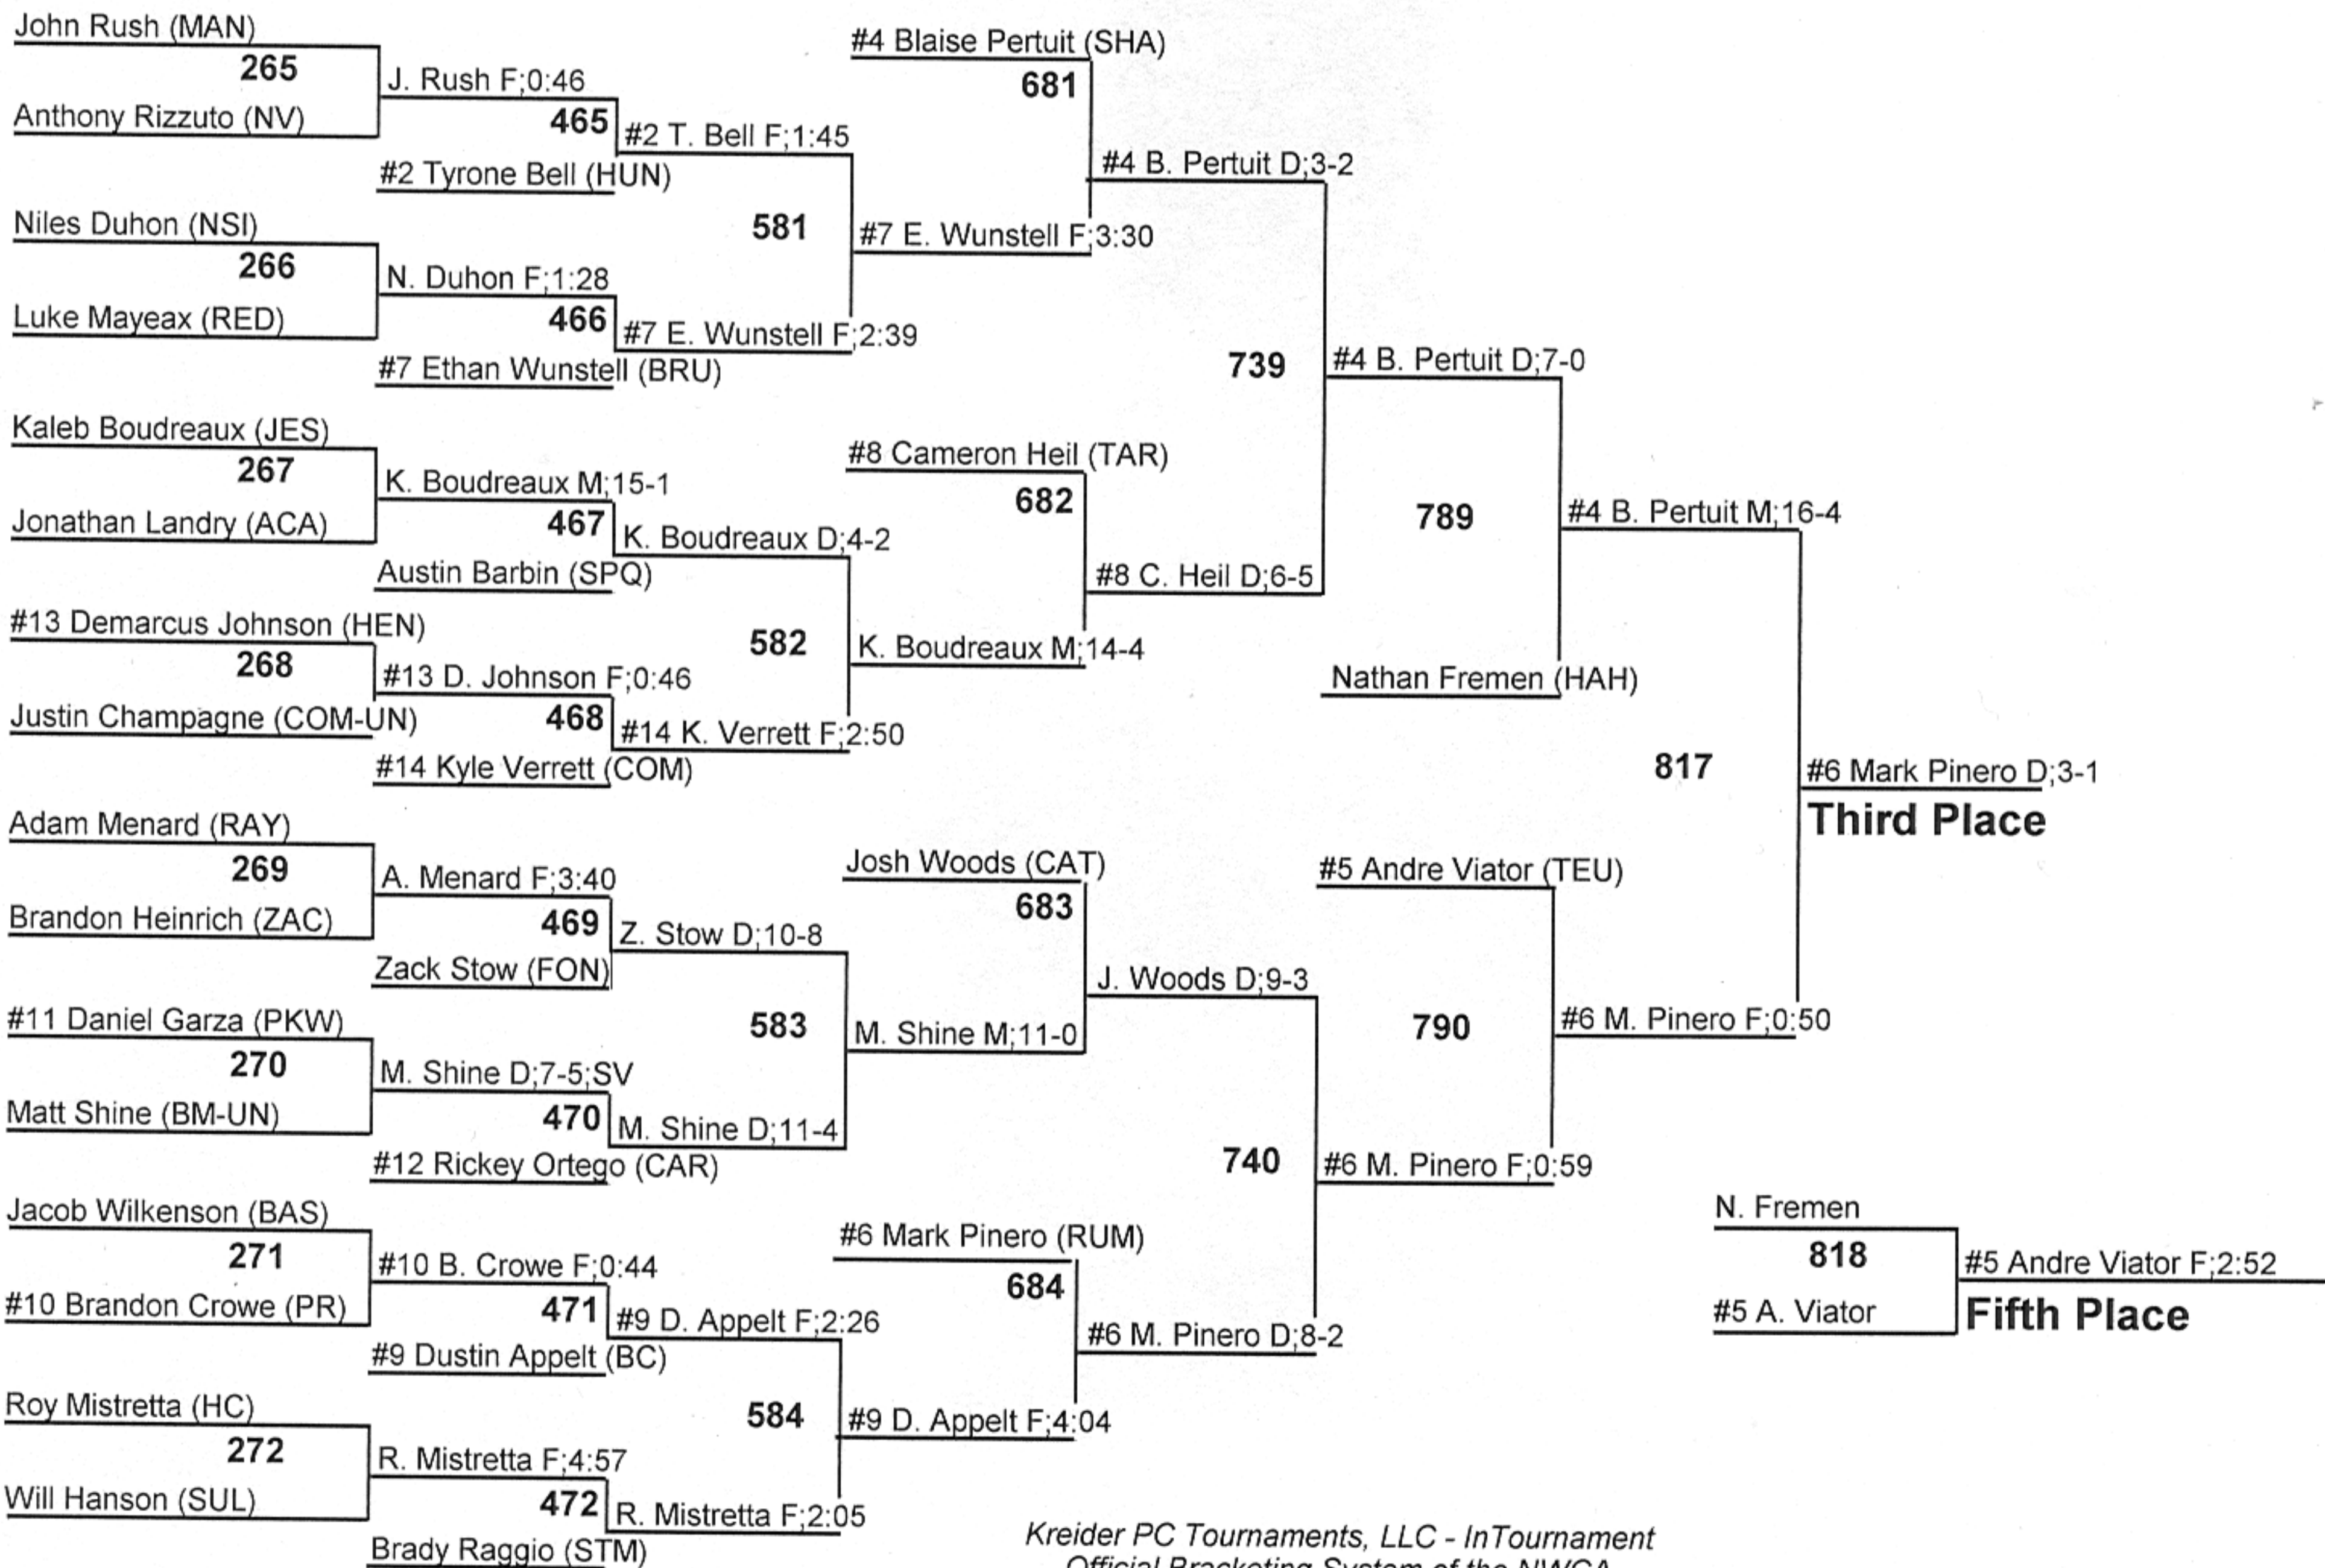 John Rush (MAN)
265
Anthony Rizzuto (NV)
Niles Duhon (NSI)
266
Luke Mayeax (RED)
Kaleb Boudreaux (JES)
267
Jonathan Landry (ACA)
#13 Demarcus Johnson (HEN)
268
Justin Champagne (COM-UN)
Adam Menard (RAY)
269
Brandon Heinrich (ZAC)
#11 Daniel Garza (PKW)
270
Matt Shine (BM-UN)
Jacob Wilkenson (BAS)
271
#10 Brandon Crowe (PR)
Roy Mistretta (HC)
272
Will Hanson (SUL)
J. Rush F;0:46
465
#2 Tyrone Bell (HUN)
N. Duhon F;1:28
466
#7 Ethan Wunstell (BRU)
K. Boudreaux M;15-1
467
Austin Barbin (SPQ)
#13 D. Johnson F;0:46
468
#14 Kyle Verrett (COM)
A. Menard F;3:40
469
Zack Stow (FON)
M. Shine D;7-5;SV
470
#12 Rickey Ortego (CAR)
#10 B. Crowe F;0:44
471
#9 Dustin Appelt (BC)
R. Mistretta F;4:57
472
Brady Raggio (STM)
#2 T. Bell F;1:45
581
#7 E. Wunstell F;2:39
K. Boudreaux D;4-2
582
#14 K. Verrett F;2:50
Z. Stow D;10-8
583
M. Shine D;11-4
#9 D. Appelt F;2:26
584
R. Mistretta F;2:05
#4 Blaise Pertuit (SHA)
681
#7 E. Wunstell F;3:30
#8 Cameron Heil (TAR)
682
K. Boudreaux M;14-4
Josh Woods (CAT)
683
M. Shine M;11-0
#6 Mark Pinero (RUM)
684
#9 D. Appelt F;4:04
#4 B. Pertuit D;3-2
739
#8 C. Heil D;6-5
J. Woods D;9-3
740
#6 M. Pinero D;8-2
#4 B. Pertuit D;7-0
789
Nathan Fremen (HAH)
#5 Andre Viator (TEU)
790
#6 M. Pinero F;0:59
#4 B. Pertuit M;16-4
817
#6 M. Pinero F;0:50
#6 Mark Pinero D;3-1
Third Place
N. Fremen
818
#5 A. Viator
#5 Andre Viator F;2:52
Fifth Place
Kreider PC Tournaments, LLC - InTournament
Official Bracketing System of the NWCA